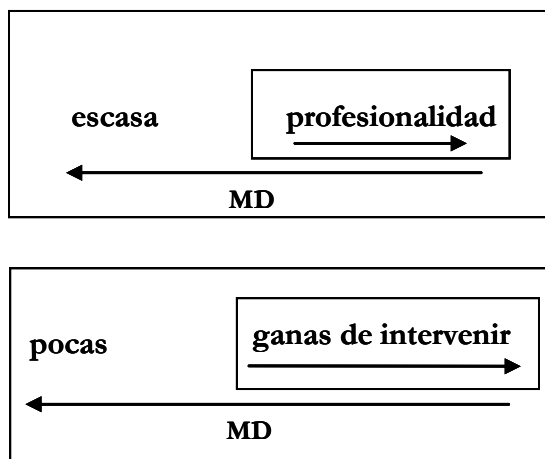 escasa profesionalidad
MD
pocas ganas de intervenir
MD